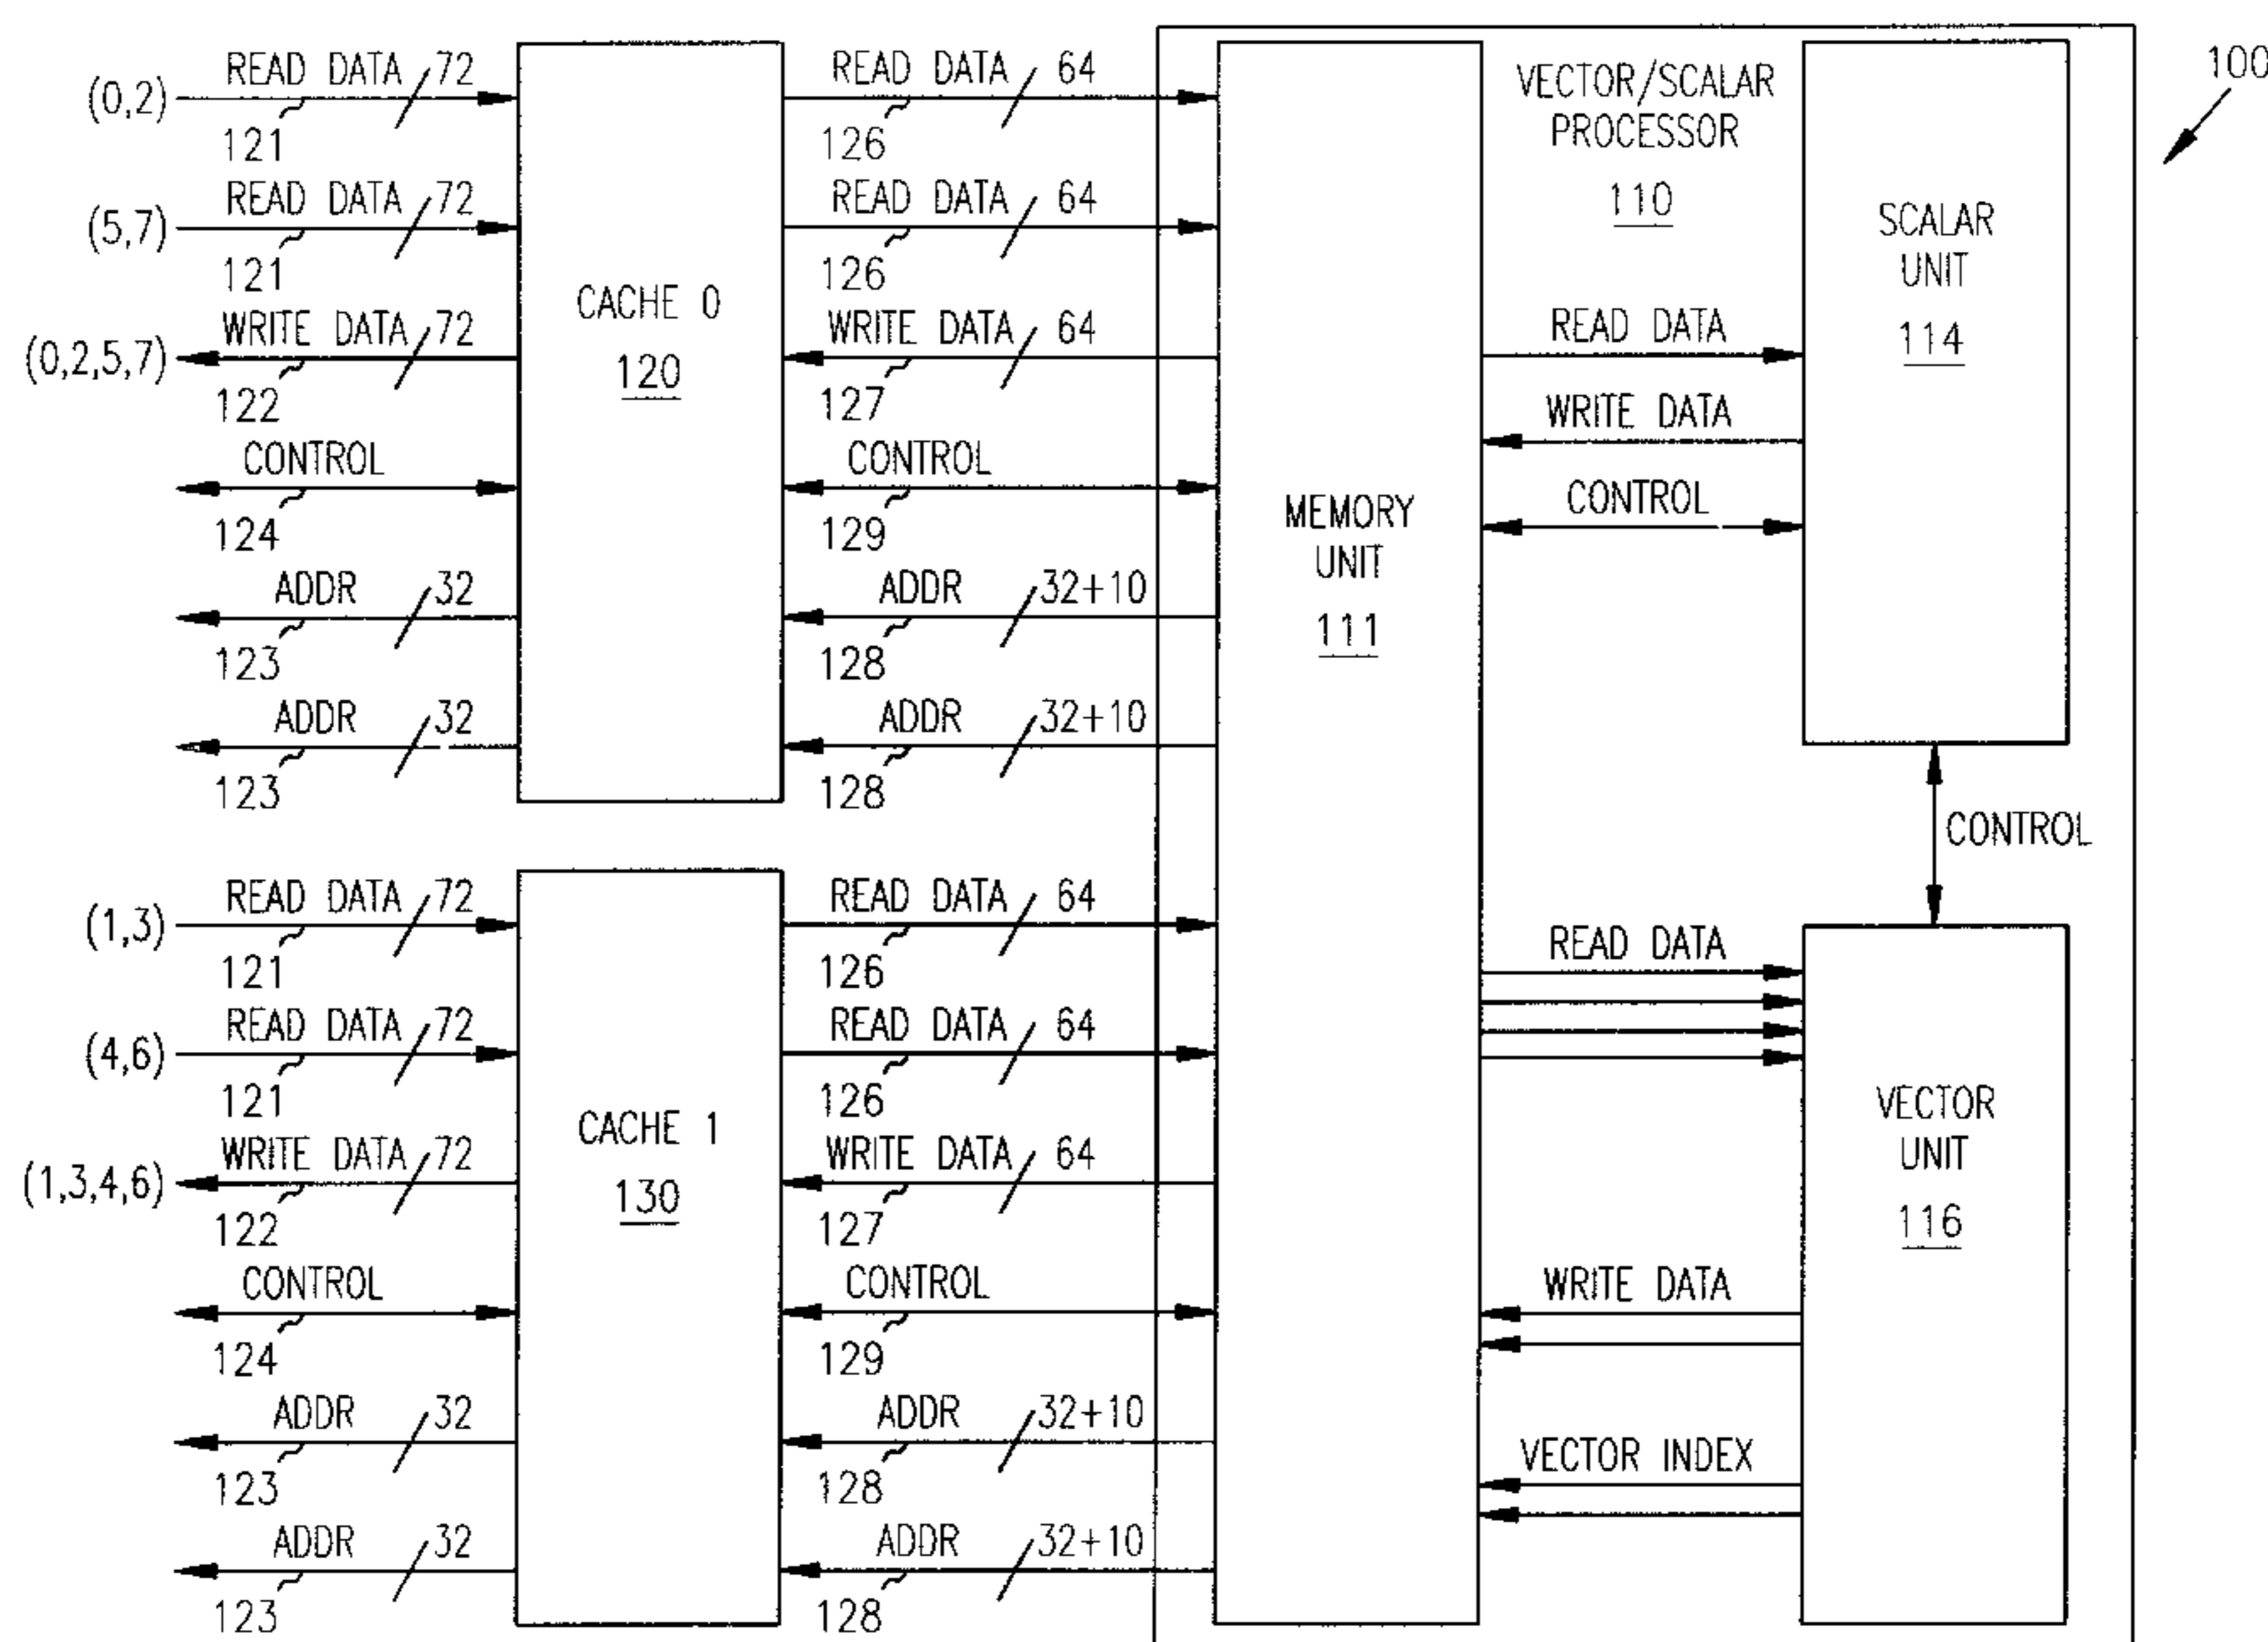 READ DATA 72
(0,2)
121
READ DATA 72
(5,7)
121
WRITE DATA 72
(0,2,5,7)
122
CONTROL
124
ADDR 32
123
ADDR 32
123
CACHE 0
120
READ DATA 64
126
READ DATA 64
126
WRITE DATA 64
127
CONTROL
129
ADDR 32+10
128
ADDR 32+10
128
READ DATA 72
(1,3)
121
READ DATA 72
(4,6)
121
WRITE DATA 72
(1,3,4,6)
122
CONTROL
124
ADDR 32
123
ADDR 32
123
CACHE 1
130
READ DATA 64
126
READ DATA 64
126
WRITE DATA 64
127
CONTROL
129
ADDR 32+10
128
ADDR 32+10
128
MEMORY
UNIT
111
VECTOR/SCALAR
PROCESSOR
110
READ DATA
WRITE DATA
CONTROL
SCALAR
UNIT
114
CONTROL
READ DATA
WRITE DATA
VECTOR INDEX
VECTOR
UNIT
116
100